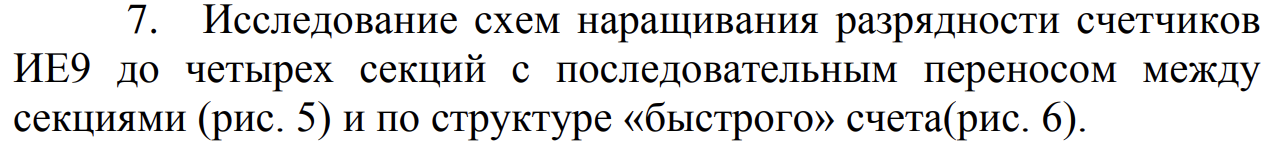 7. Исследование схем наращивания разрядности счетчиков
ИЕ9 до четырех секций с последовательным переносом между
секциями (рис. 5) и по структуре «быстрого» счета(рис. 6).